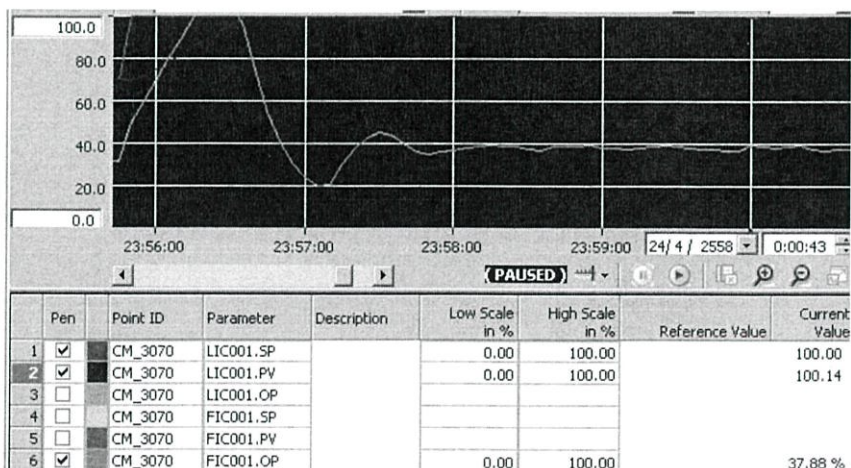 100.0
80.0
60.0
40.0
20.0
0.0
23:56:00 23:57:00 23:58:00 23:59:00 24/ 4 / 2558 0:00:43
(PAUSED)
Pen Point ID Parameter Description Low Scale in % High Scale in % Reference Value Current Value
1 CM_3070 LIC001.SP 0.00 100.00 100.00
2 CM_3070 LIC001.PV 0.00 100.00 100.14
3 CM_3070 LIC001.OP
4 CM_3070 FIC001.SP
5 CM_3070 FIC001.PV
6 CM_3070 FIC001.OP 0.00 100.00 37.88 %